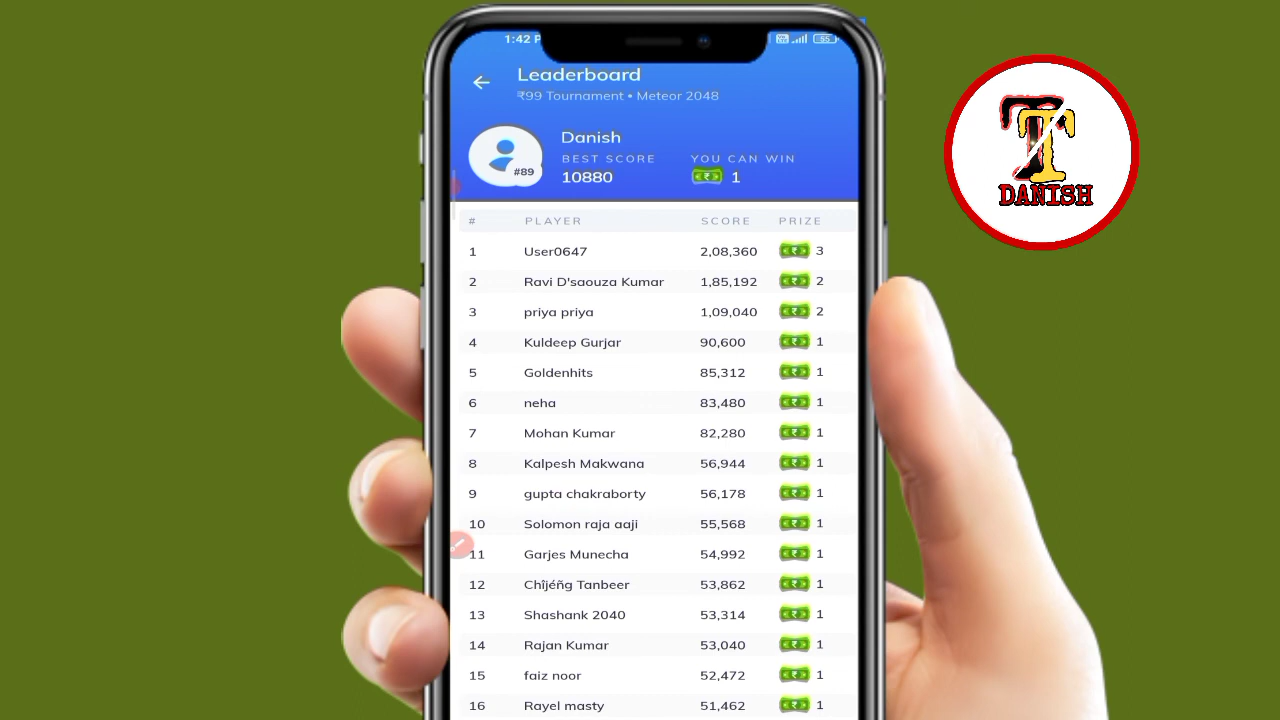 1:42 P
55
Leaderboard
₹99 Tournament • Meteor 2048
Danish
BEST SCORE YOU CAN WIN
#89
10880 1
# PLAYER SCORE PRIZE
1 User0647 2,08,360 3
2 Ravi D'saouza Kumar 1,85,192 2
3 priya priya 1,09,040 2
4 Kuldeep Gurjar 90,600 1
5 Goldenhits 85,312 1
6 neha 83,480 1
7 Mohan Kumar 82,280 1
8 Kalpesh Makwana 56,944 1
9 gupta chakraborty 56,178 1
10 Solomon raja aaji 55,568 1
11 Garjes Munecha 54,992 1
12 Chîjéñg Tanbeer 53,862 1
13 Shashank 2040 53,314 1
14 Rajan Kumar 53,040 1
15 faiz noor 52,472 1
16 Rayel masty 51,462 1
TT
DANISH